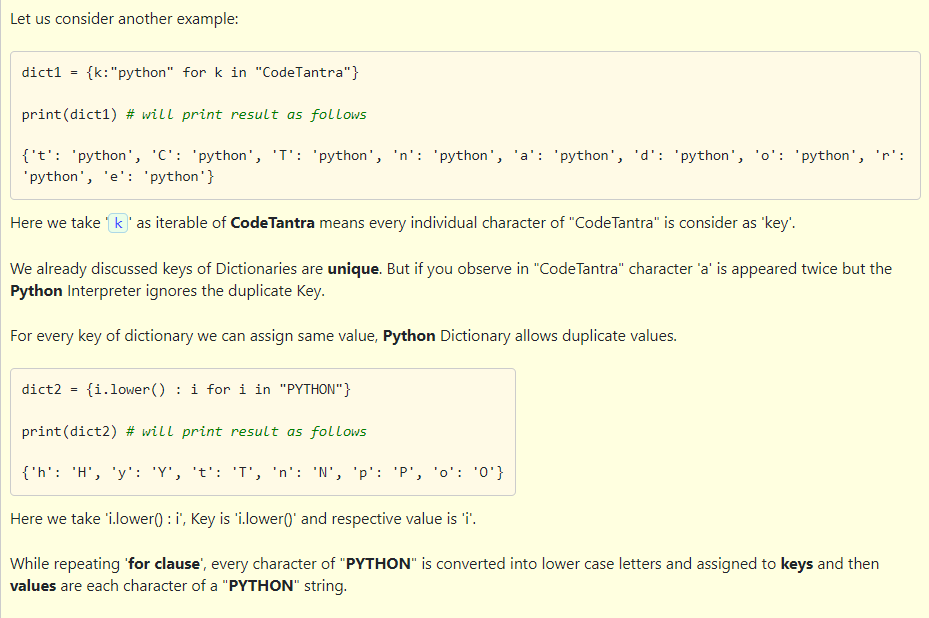 Let us consider another example:
dict1 = {k:"python" for k in "CodeTantra"}
print(dict1) # will print result as follows
{'t': 'python', 'C': 'python', 'T': 'python', 'n': 'python', 'a': 'python', 'd': 'python', 'o': 'python', 'r':
'python', 'e': 'python'}
Here we take 'k' as iterable of CodeTantra means every individual character of "CodeTantra" is consider as 'key'.
We already discussed keys of Dictionaries are unique. But if you observe in "CodeTantra" character 'a' is appeared twice but the
Python Interpreter ignores the duplicate Key.
For every key of dictionary we can assign same value, Python Dictionary allows duplicate values.
dict2 = {i.lower() : i for i in "PYTHON"}
print(dict2) # will print result as follows
{'h': 'H', 'y': 'Y', 't': 'T', 'n': 'N', 'p': 'P', 'o': 'O'}
Here we take 'i.lower() : i', Key is 'i.lower()' and respective value is 'i'.
While repeating 'for clause', every character of "PYTHON" is converted into lower case letters and assigned to keys and then
values are each character of a "PYTHON" string.